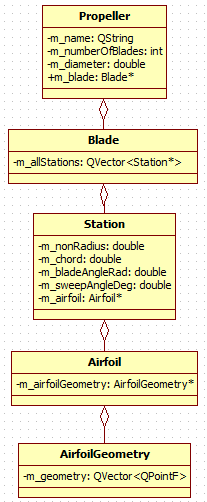 Propeller
-m_name: QString
-m_numberOfBlades: int
-m_diameter: double
+m_blade: Blade*
Blade
-m_allStations: QVector<Station*>
Station
-m_nonRadius: double
-m_chord: double
-m_bladeAngleRad: double
-m_sweepAngleDeg: double
-m_airfoil: Airfoil*
Airfoil
-m_airfoilGeometry: AirfoilGeometry*
AirfoilGeometry
-m_geometry: QVector<QPointF>